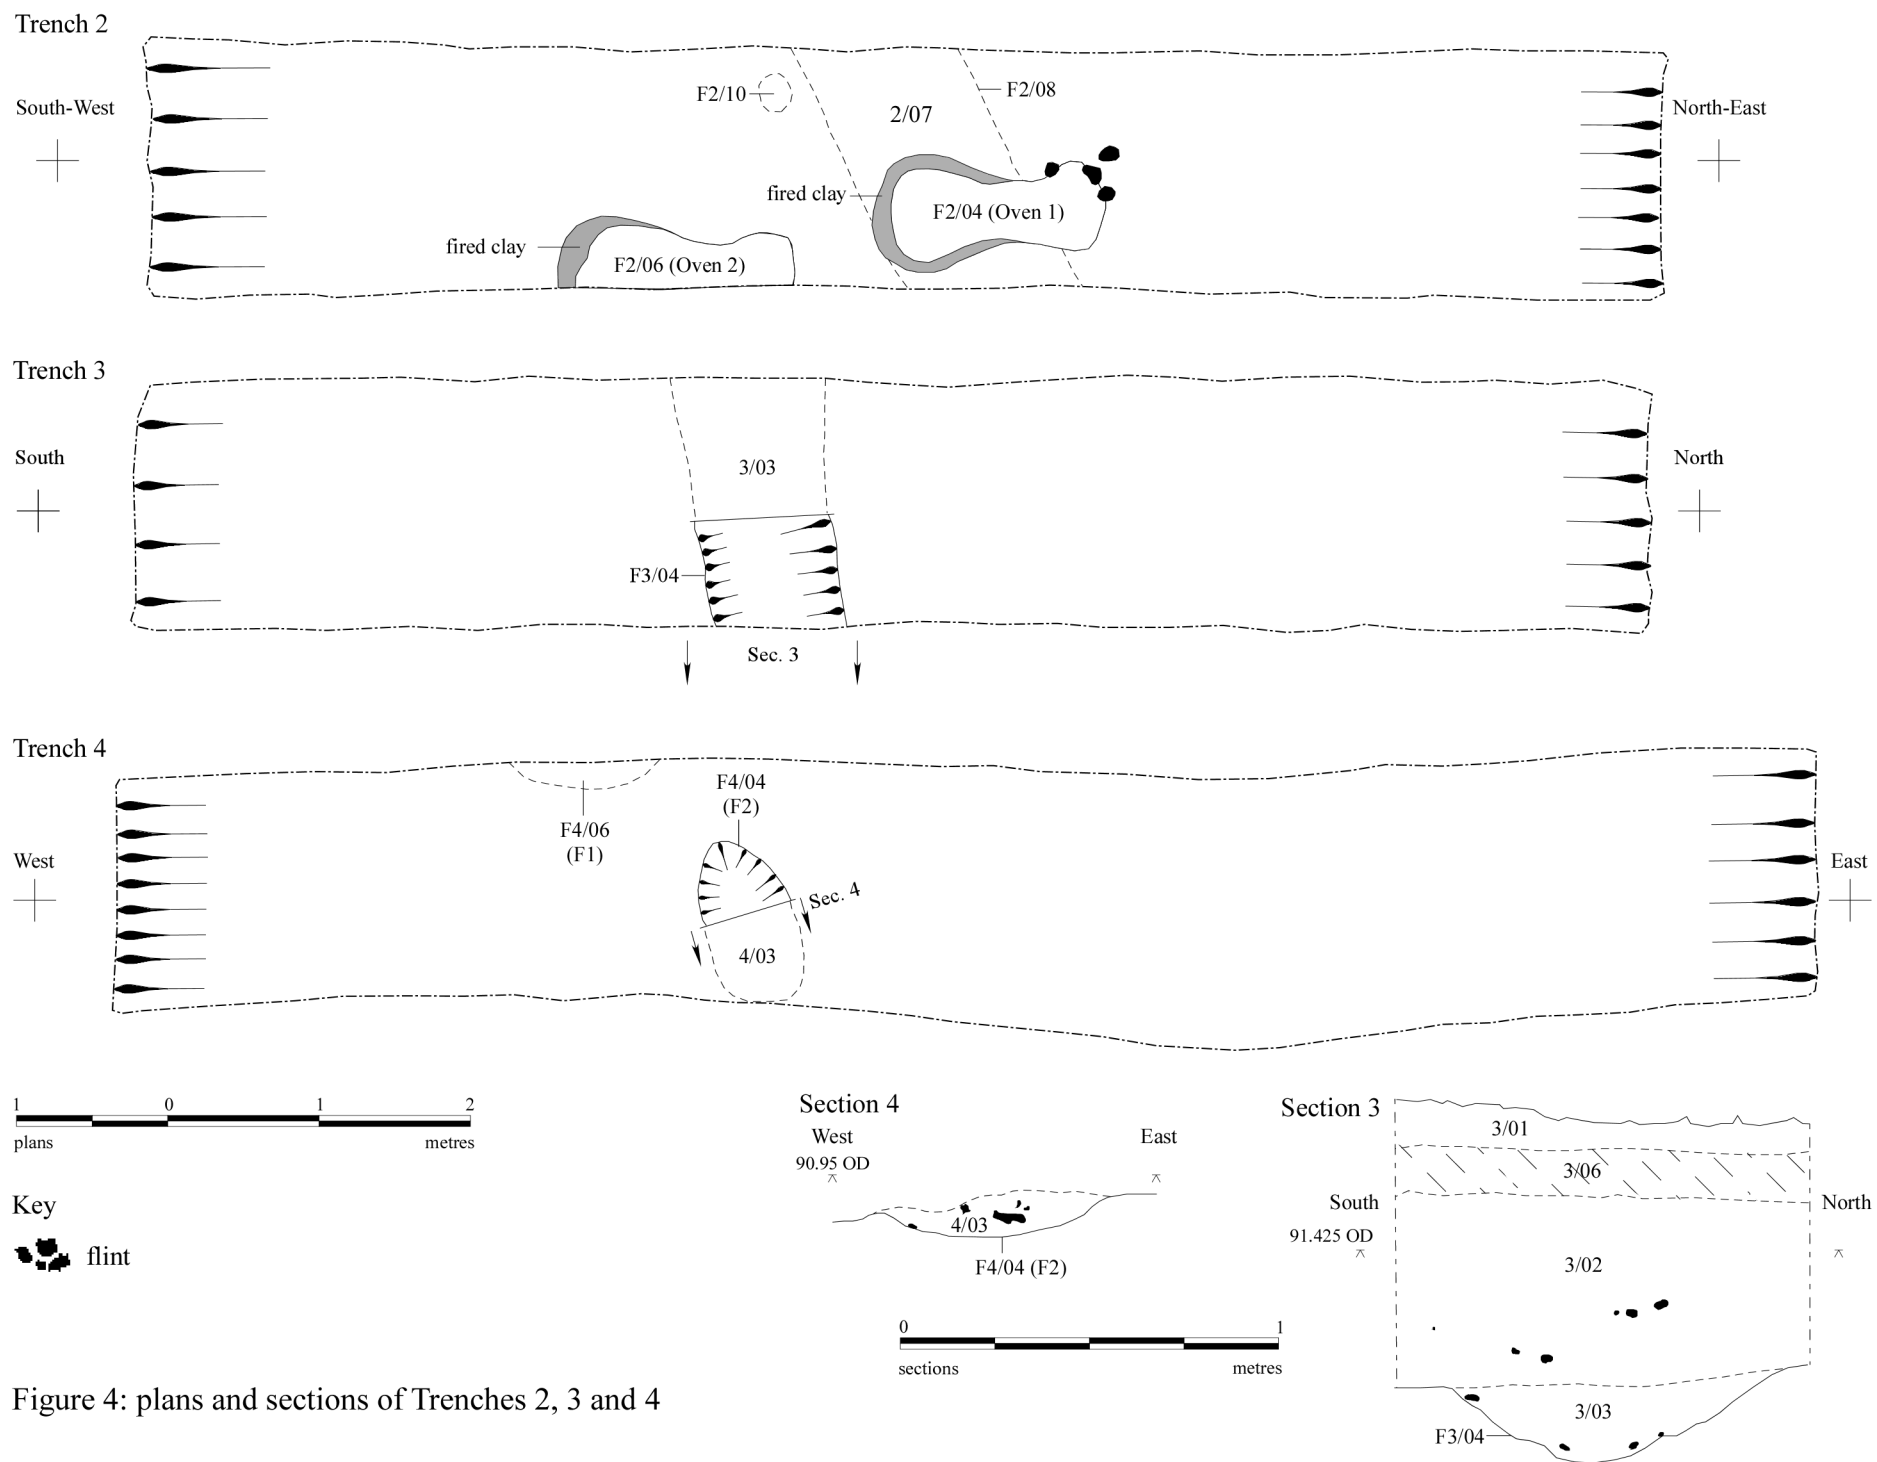 Trench 2
South-West
North-East
F2/10
F2/08
2/07
fired clay
F2/04 (Oven 1)
fired clay
F2/06 (Oven 2)
Trench 3
South
North
3/03
F3/04
Sec. 3
Trench 4
West
East
F4/06
(F1)
F4/04
(F2)
Sec. 4
4/03
1 0 1 2
plans metres
Key
flint
Section 4
West East
90.95 OD
4/03
F4/04 (F2)
0 1
sections metres
Section 3
3/01
3/06
South North
91.425 OD
3/02
3/03
F3/04
Figure 4: plans and sections of Trenches 2, 3 and 4